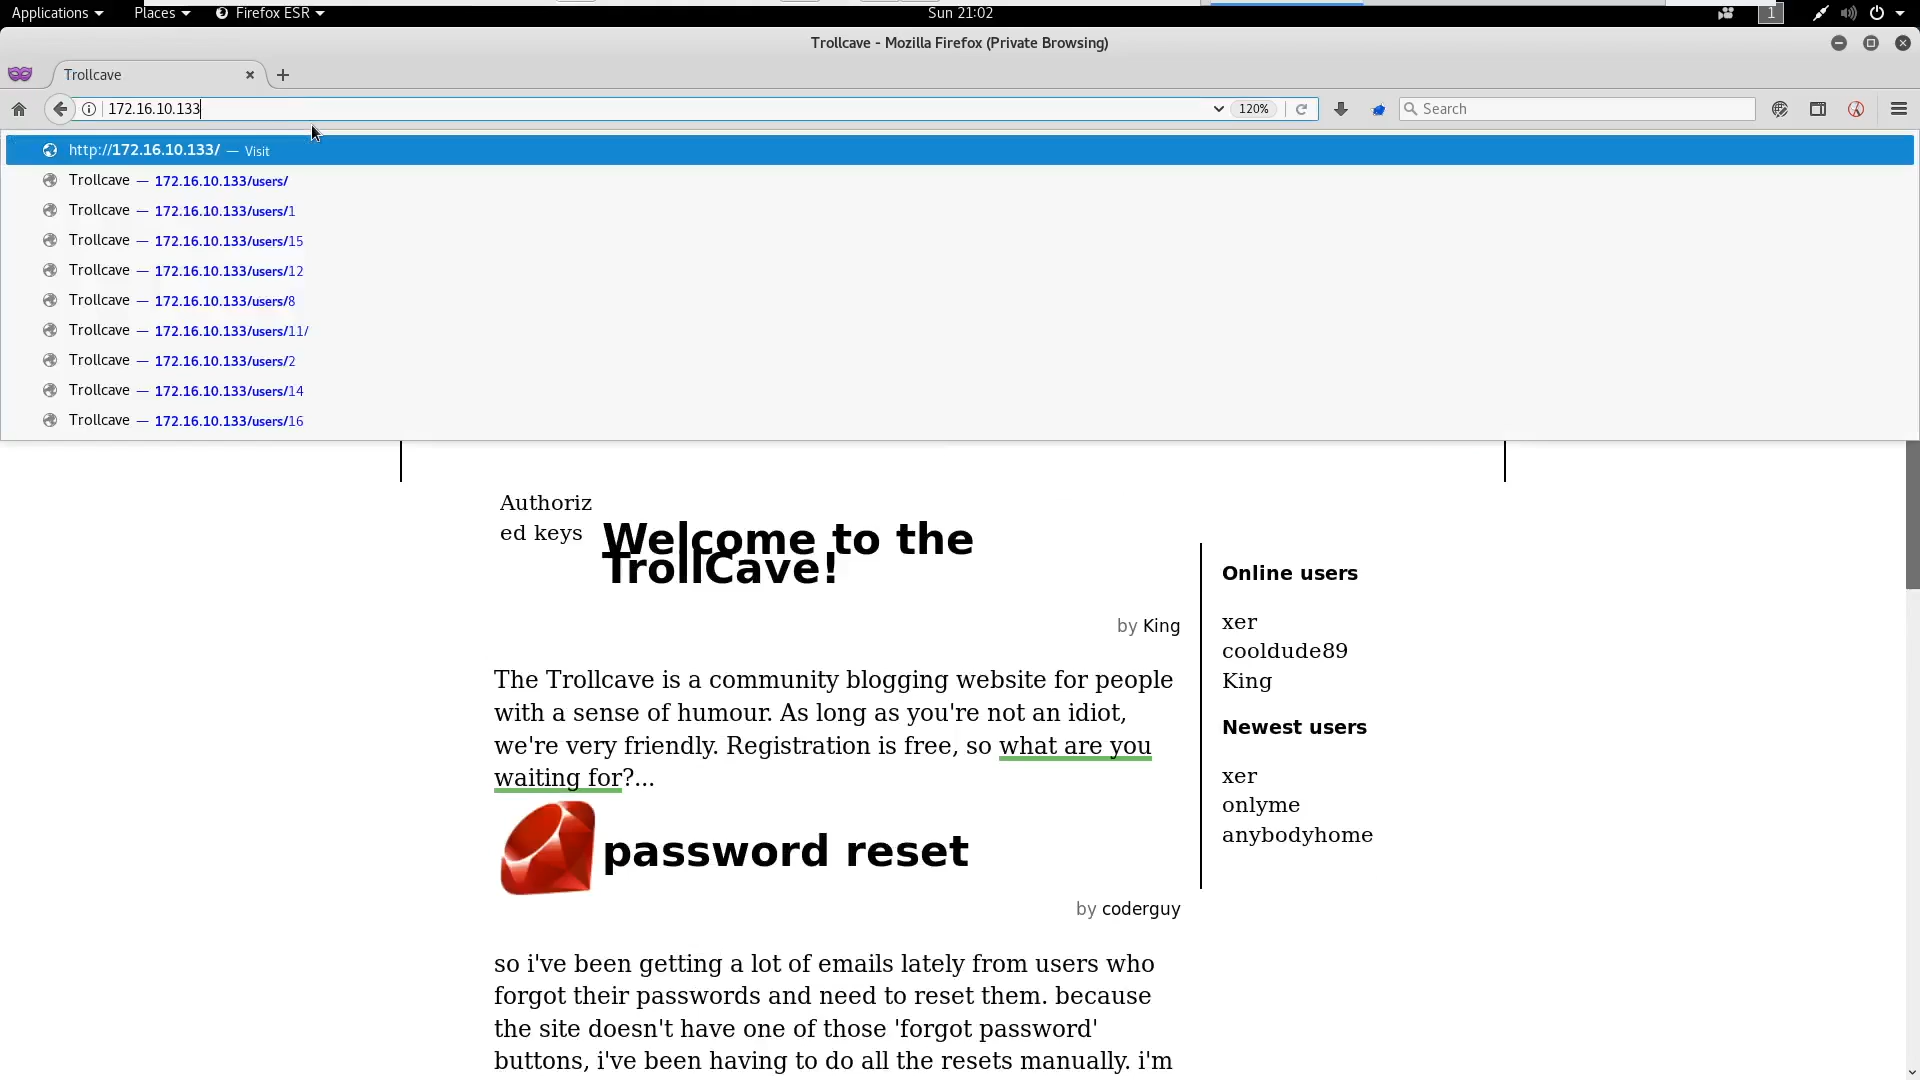 Applications Places Firefox ESR Sun 21:02 1
Trollcave - Mozilla Firefox (Private Browsing)
Trollcave
172.16.10.133 120% Search
http://172.16.10.133/ — Visit
Trollcave — 172.16.10.133/users/
Trollcave — 172.16.10.133/users/1
Trollcave — 172.16.10.133/users/15
Trollcave — 172.16.10.133/users/12
Trollcave — 172.16.10.133/users/8
Trollcave — 172.16.10.133/users/11/
Trollcave — 172.16.10.133/users/2
Trollcave — 172.16.10.133/users/14
Trollcave — 172.16.10.133/users/16
Authoriz
ed keys
Welcome to the
TrollCave!
by King
The Trollcave is a community blogging website for people
with a sense of humour. As long as you're not an idiot,
we're very friendly. Registration is free, so what are you
waiting for?...
password reset
by coderguy
so i've been getting a lot of emails lately from users who
forgot their passwords and need to reset them. because
the site doesn't have one of those 'forgot password'
buttons, i've been having to do all the resets manually. i'm
Online users
xer
cooldude89
King
Newest users
xer
onlyme
anybodyhome